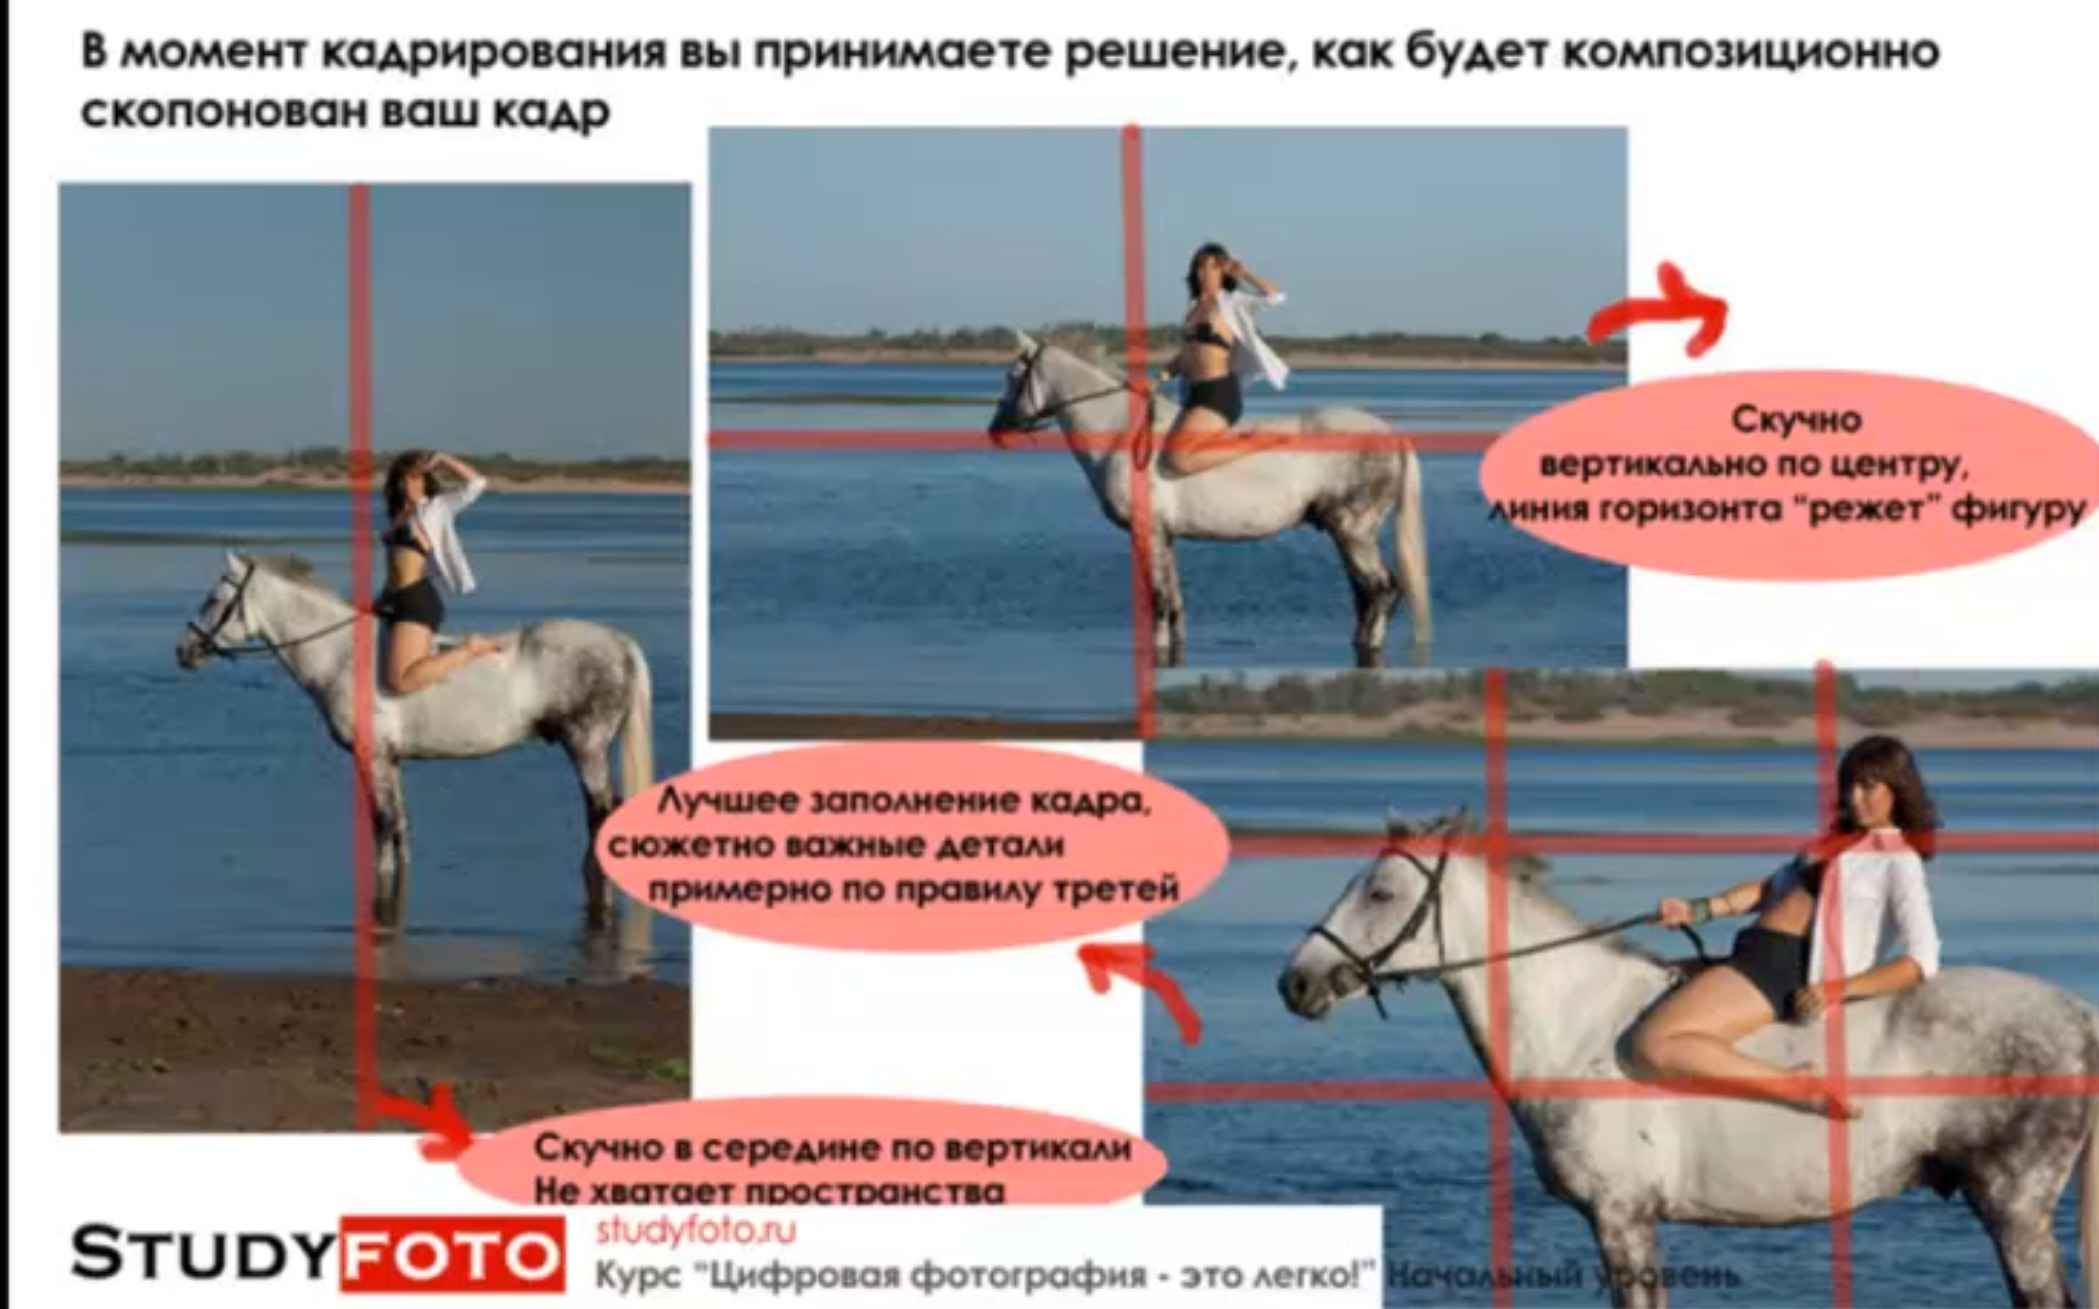 В момент кадрирования вы принимаете решение, как будет композиционно
скопонован ваш кадр
Скучно
вертикально по центру,
линия горизонта "режет" фигуру
Лучшее заполнение кадра,
сюжетно важные детали
примерно по правилу третей
Скучно в середине по вертикали
Не хватает пространства
STUDYFOTO
studyfoto.ru
Курс "Цифровая фотография - это легко!" Начальный уровень